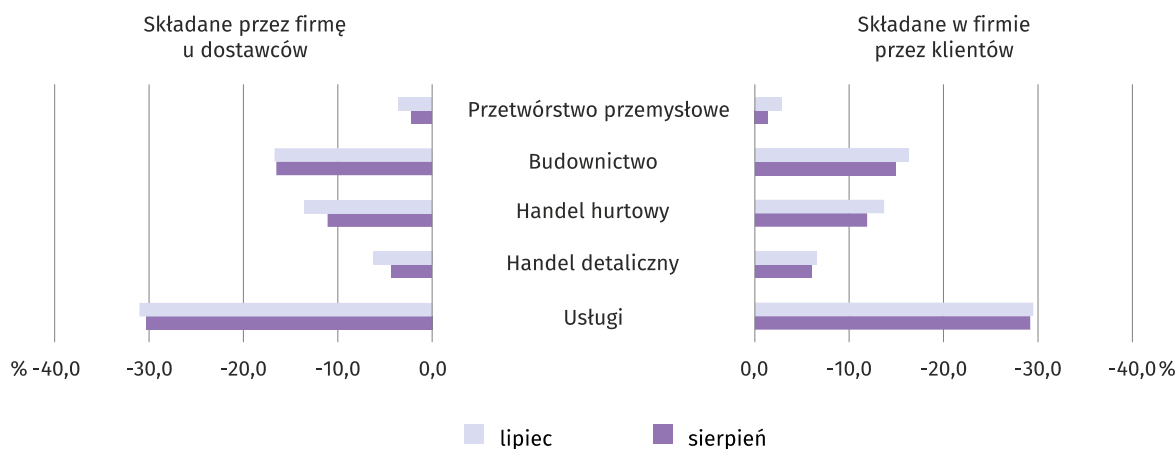 Składane przez firmę
u dostawców
Składane w firmie
przez klientów
Przetwórstwo przemysłowe
Budownictwo
Handel hurtowy
Handel detaliczny
Usługi
% -40,0 -30,0 -20,0 -10,0 0,0
0,0 -10,0 -20,0 -30,0 -40,0 %
lipiec sierpień